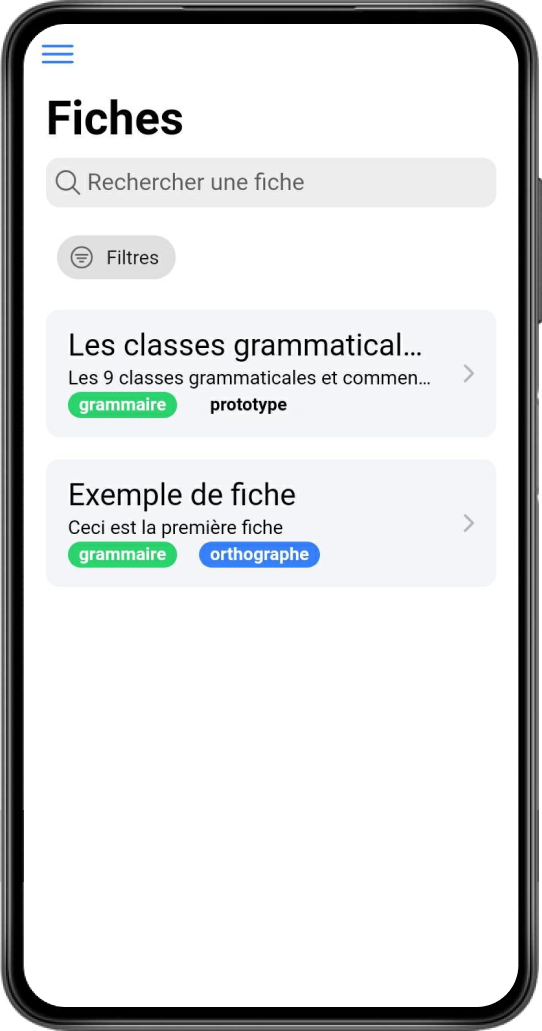 Fiches
Rechercher une fiche
Filtres
Les classes grammatical...
Les 9 classes grammaticales et commen...
grammaire prototype
Exemple de fiche
Ceci est la première fiche
grammaire orthographe